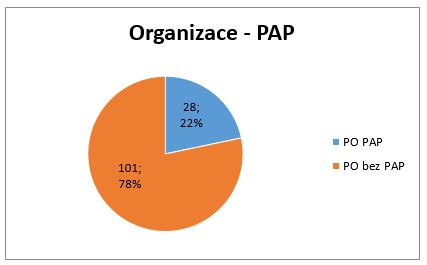 Organizace - PAP
28;
22%
101;
78%
PO PAP
PO bez PAP